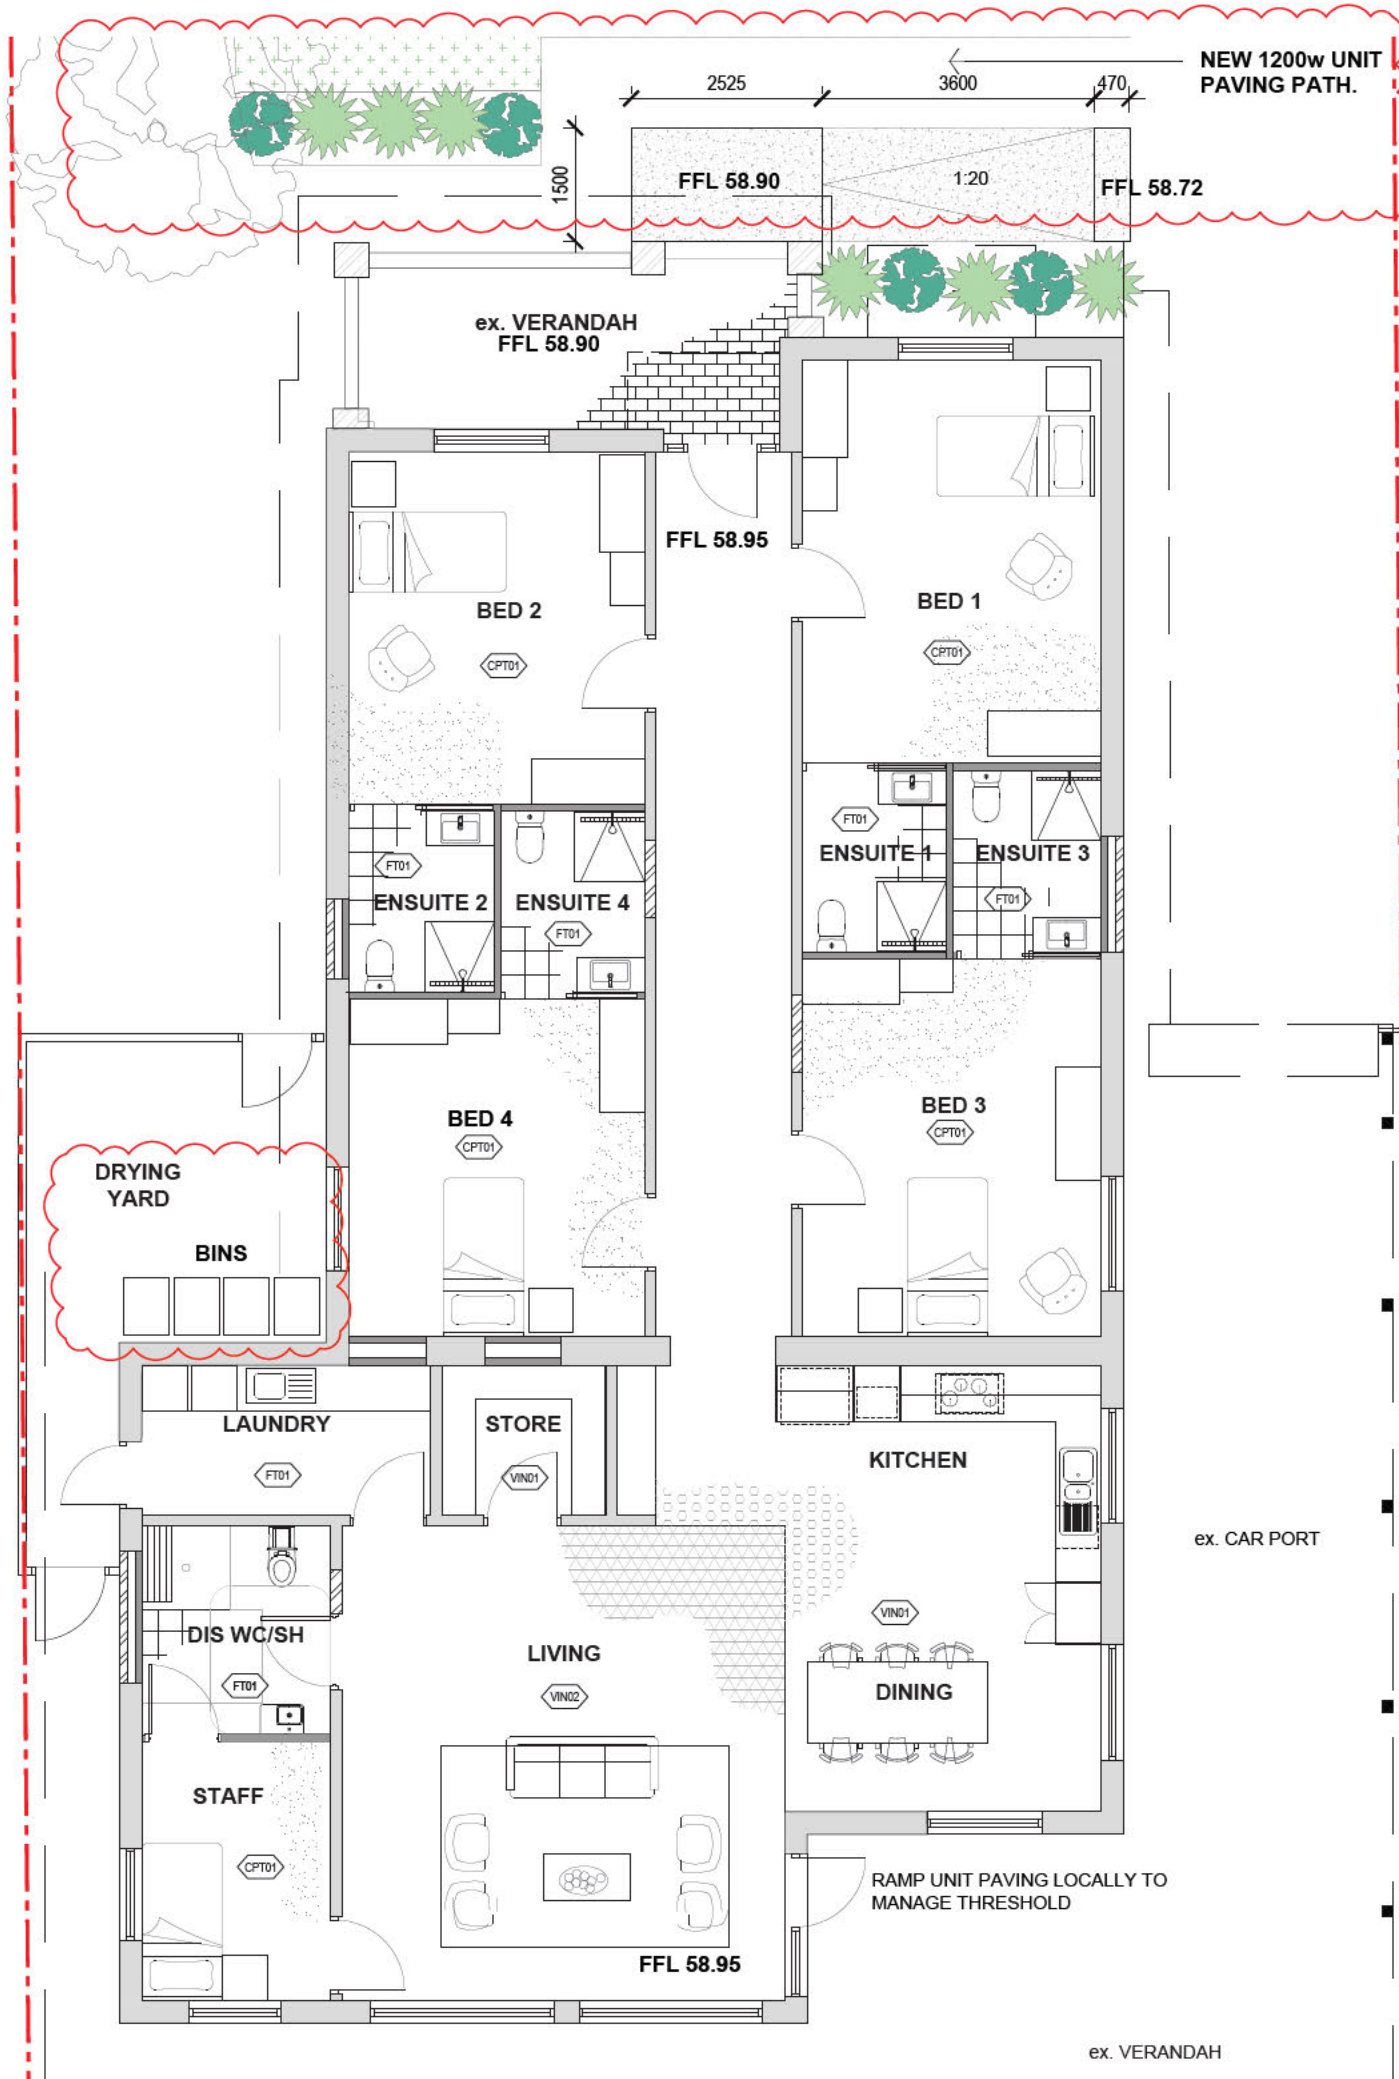 NEW 1200w UNIT
PAVING PATH.
2525
3600
470
1500
FFL 58.90
1:20
FFL 58.72
ex. VERANDAH
FFL 58.90
FFL 58.95
BED 2
CPT01
BED 1
CPT01
FT01
ENSUITE 2
ENSUITE 4
FT01
FT01
ENSUITE 1
ENSUITE 3
FT01
BED 4
CPT01
BED 3
CPT01
DRYING
YARD
BINS
LAUNDRY
FT01
STORE
VIN01
KITCHEN
ex. CAR PORT
VIN01
DIS WC/SH
FT01
LIVING
VIN02
DINING
STAFF
CPT01
RAMP UNIT PAVING LOCALLY TO
MANAGE THRESHOLD
FFL 58.95
ex. VERANDAH